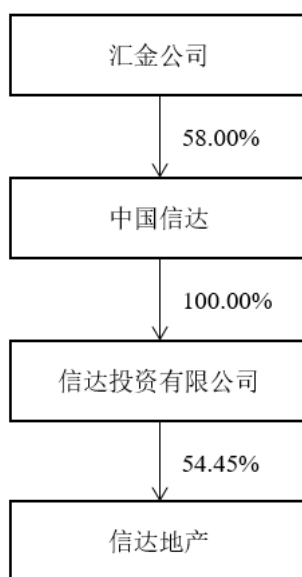 汇金公司
58.00%
中国信达
100.00%
信达投资有限公司
54.45%
信达地产